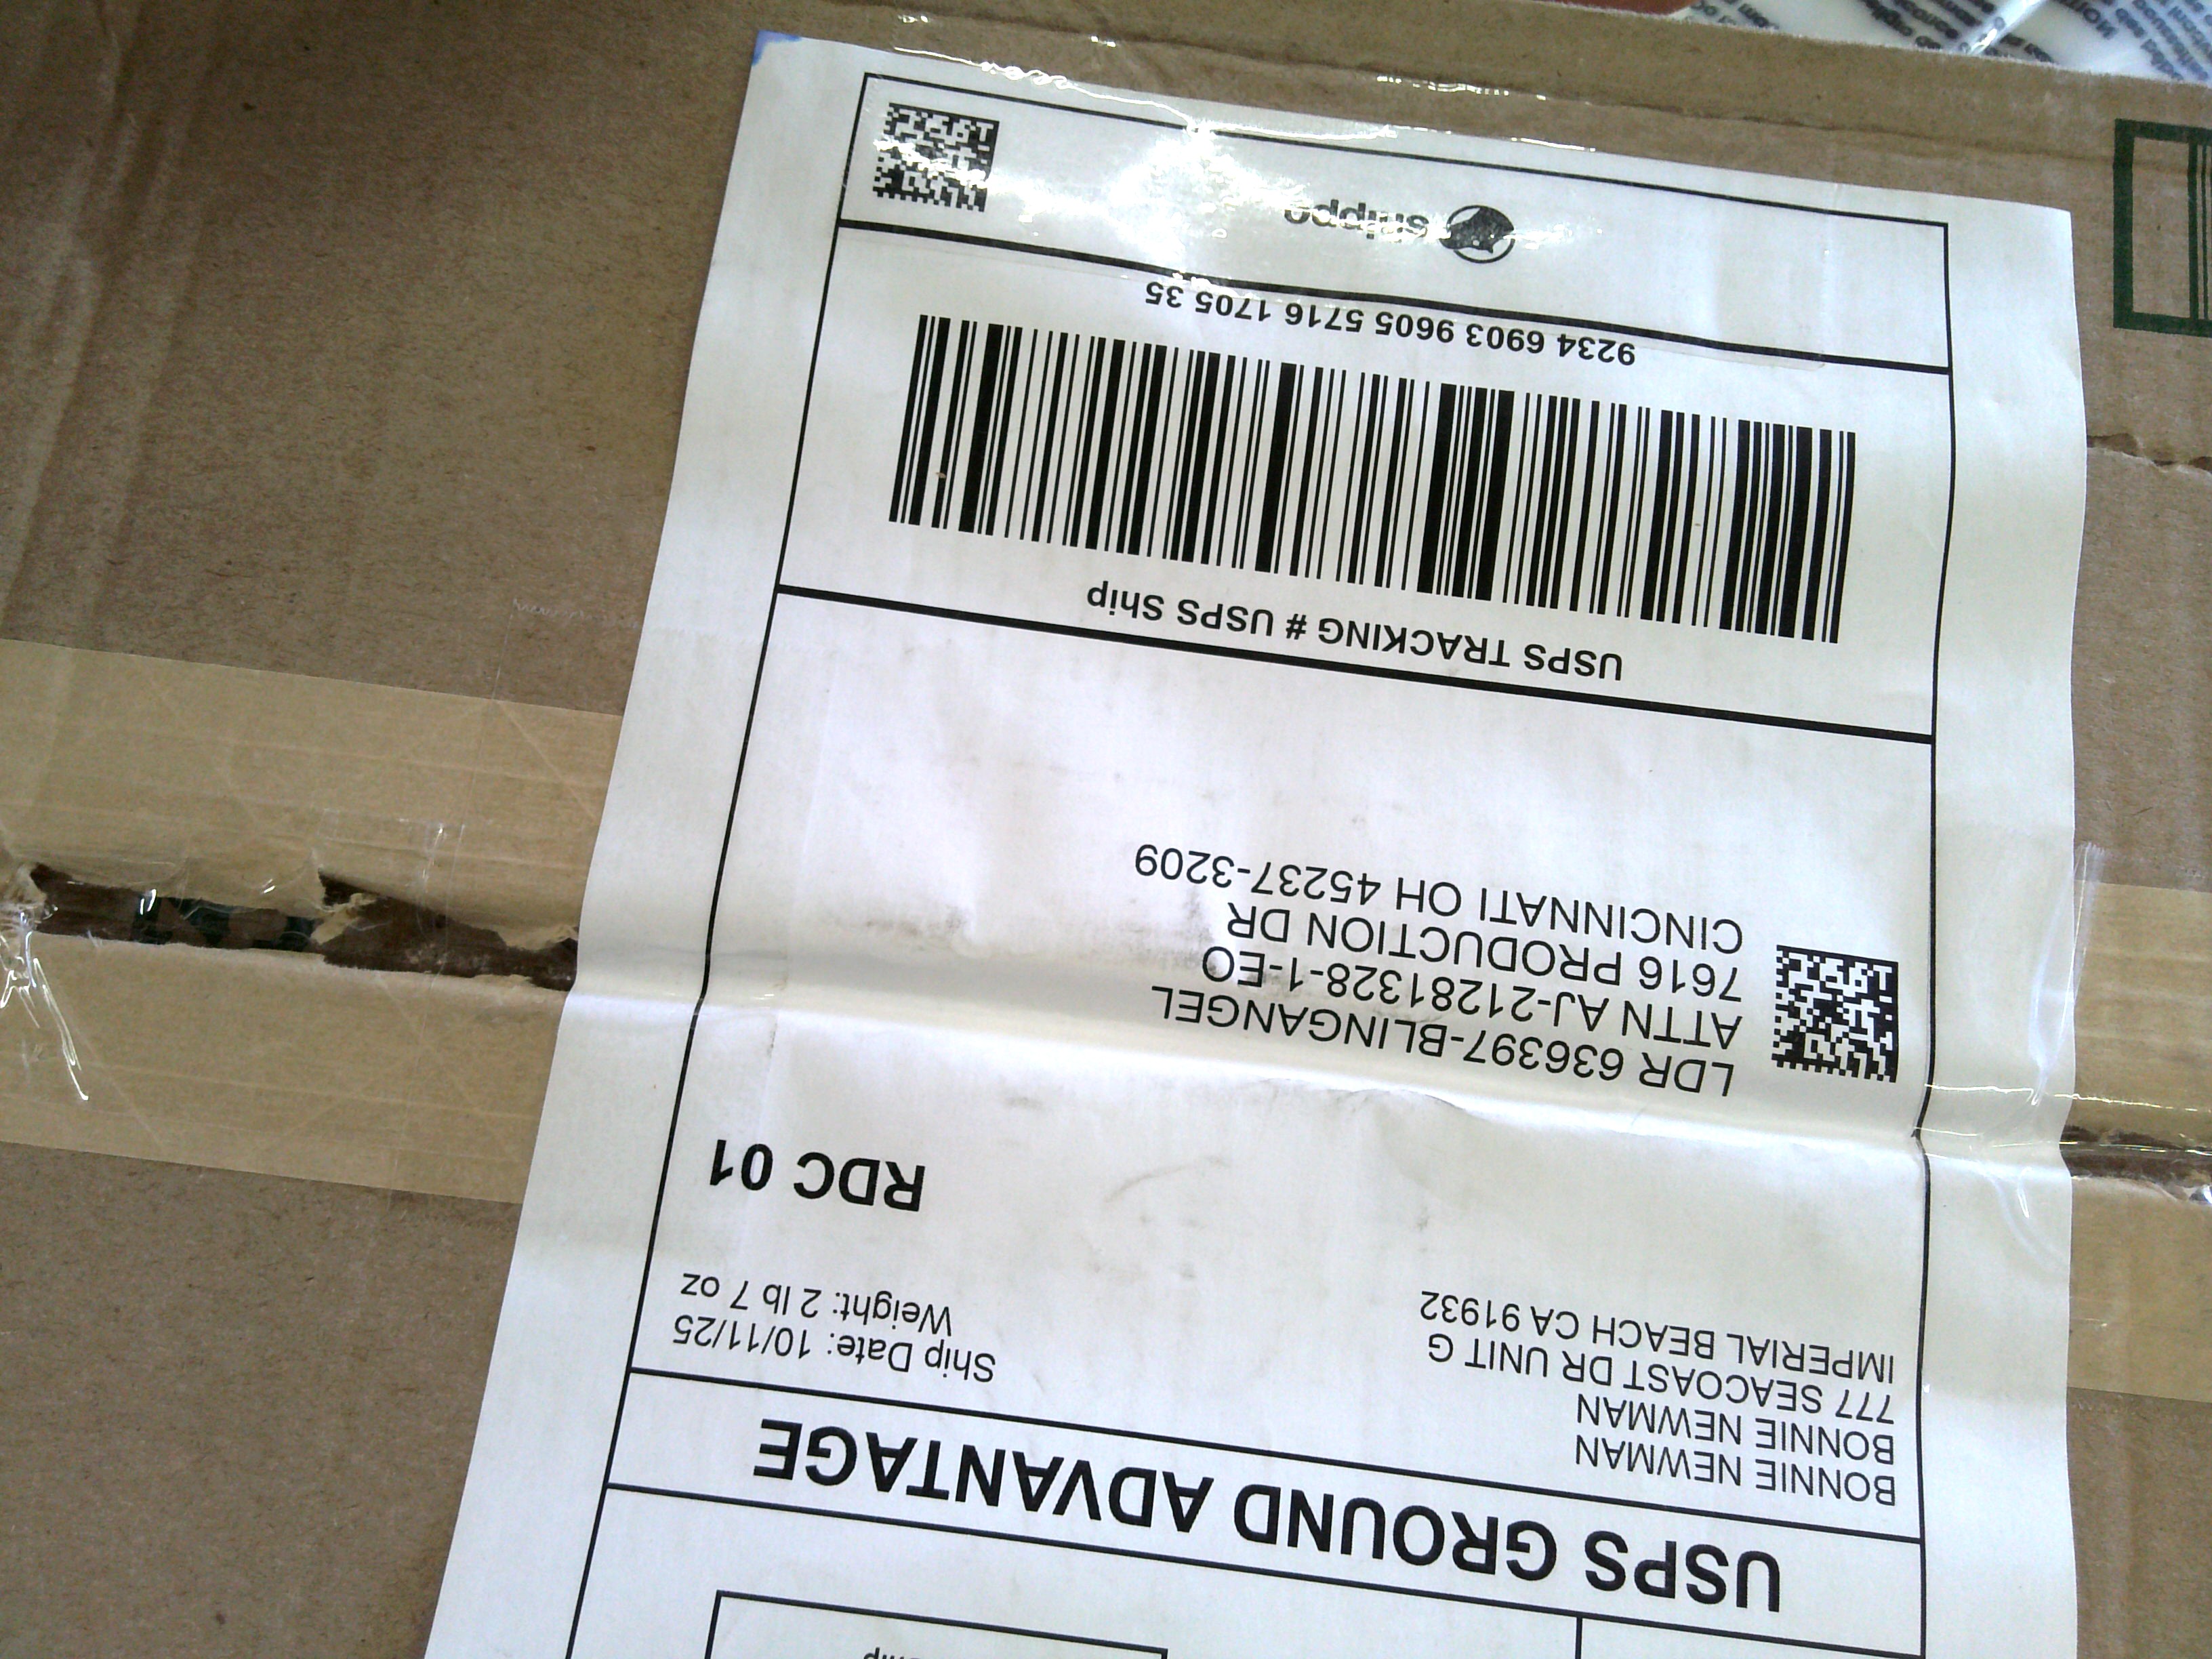 USPS GROUND ADVANTAGE
BONNIE NEWMAN
BONNIE NEWMAN
777 SEACOAST DR UNIT G
IMPERIAL BEACH CA 91932
Ship Date: 10/11/25
Weight: 2 lb 7 oz
RDC 01
LDR 636397-BLINGANGEL
ATTN AJ-21281328-1-EO
7616 PRODUCTION DR
CINCINNATI OH 45237-3209
USPS TRACKING # USPS Ship
9234 6903 9605 5716 1705 35
shippo